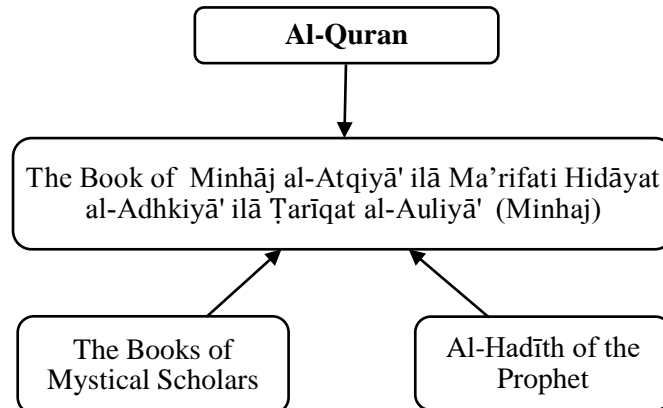 Al-Quran
The Book of  Minhāj al-Atqiyā' ilā Ma’rifati Hidāyat
al-Adhkiyā' ilā Ṭarīqat al-Auliyā'  (Minhaj)
The Books of
Mystical Scholars
Al-Hadīth of the
Prophet